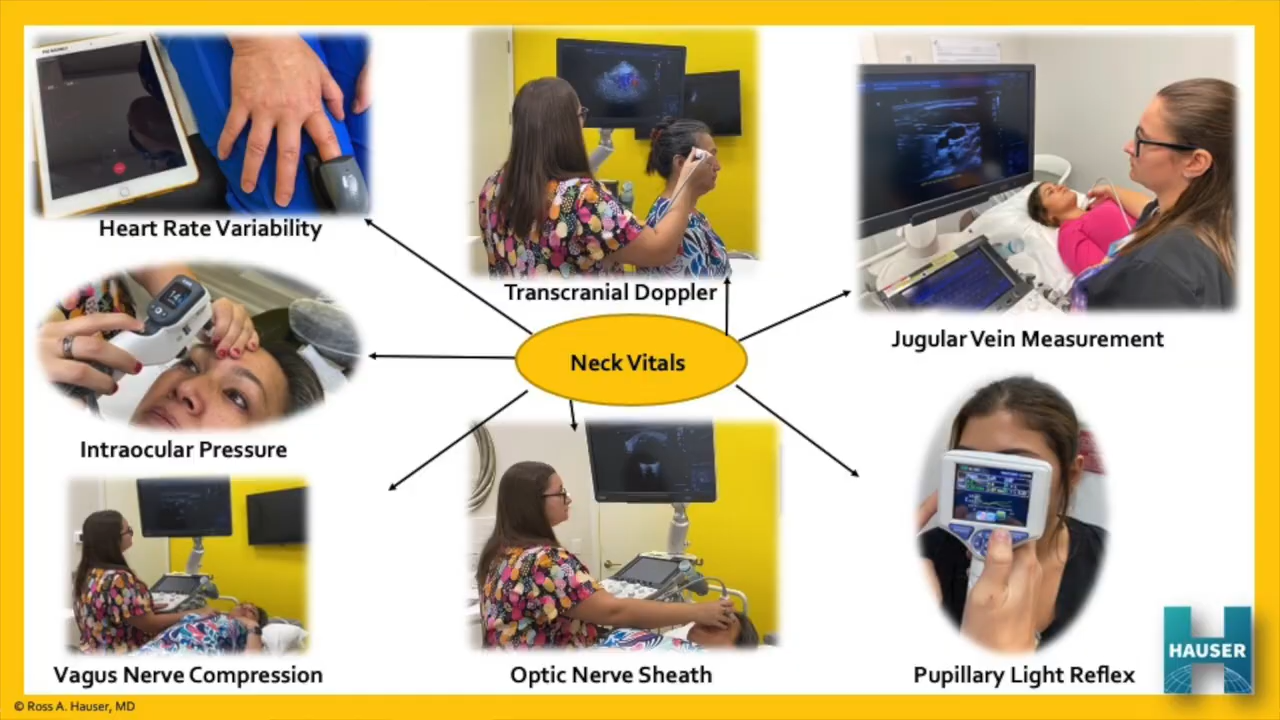 Heart Rate Variability
Transcranial Doppler
Jugular Vein Measurement
Neck Vitals
Intraocular Pressure
Vagus Nerve Compression
Optic Nerve Sheath
Pupillary Light Reflex
HAUSER
© Ross A. Hauser, MD